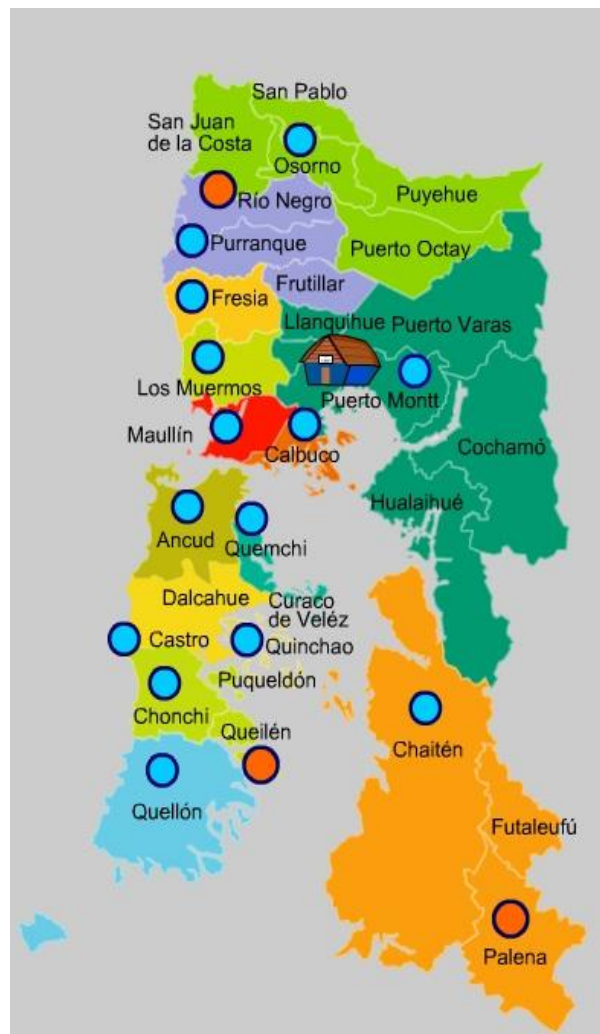 San Pablo
San Juan
de la Costa
Osorno
Río Negro
Puyehue
Purranque
Puerto Octay
Frutillar
Fresia
Llanquihue
Puerto Varas
Los Muermos
Puerto Montt
Maullín
Calbuco
Cochamó
Hualaihué
Ancud
Quemchi
Dalcahue
Curaco
de Veléz
Castro
Quinchao
Puqueldón
Chonchi
Queilén
Chaitén
Quellón
Futaleufú
Palena